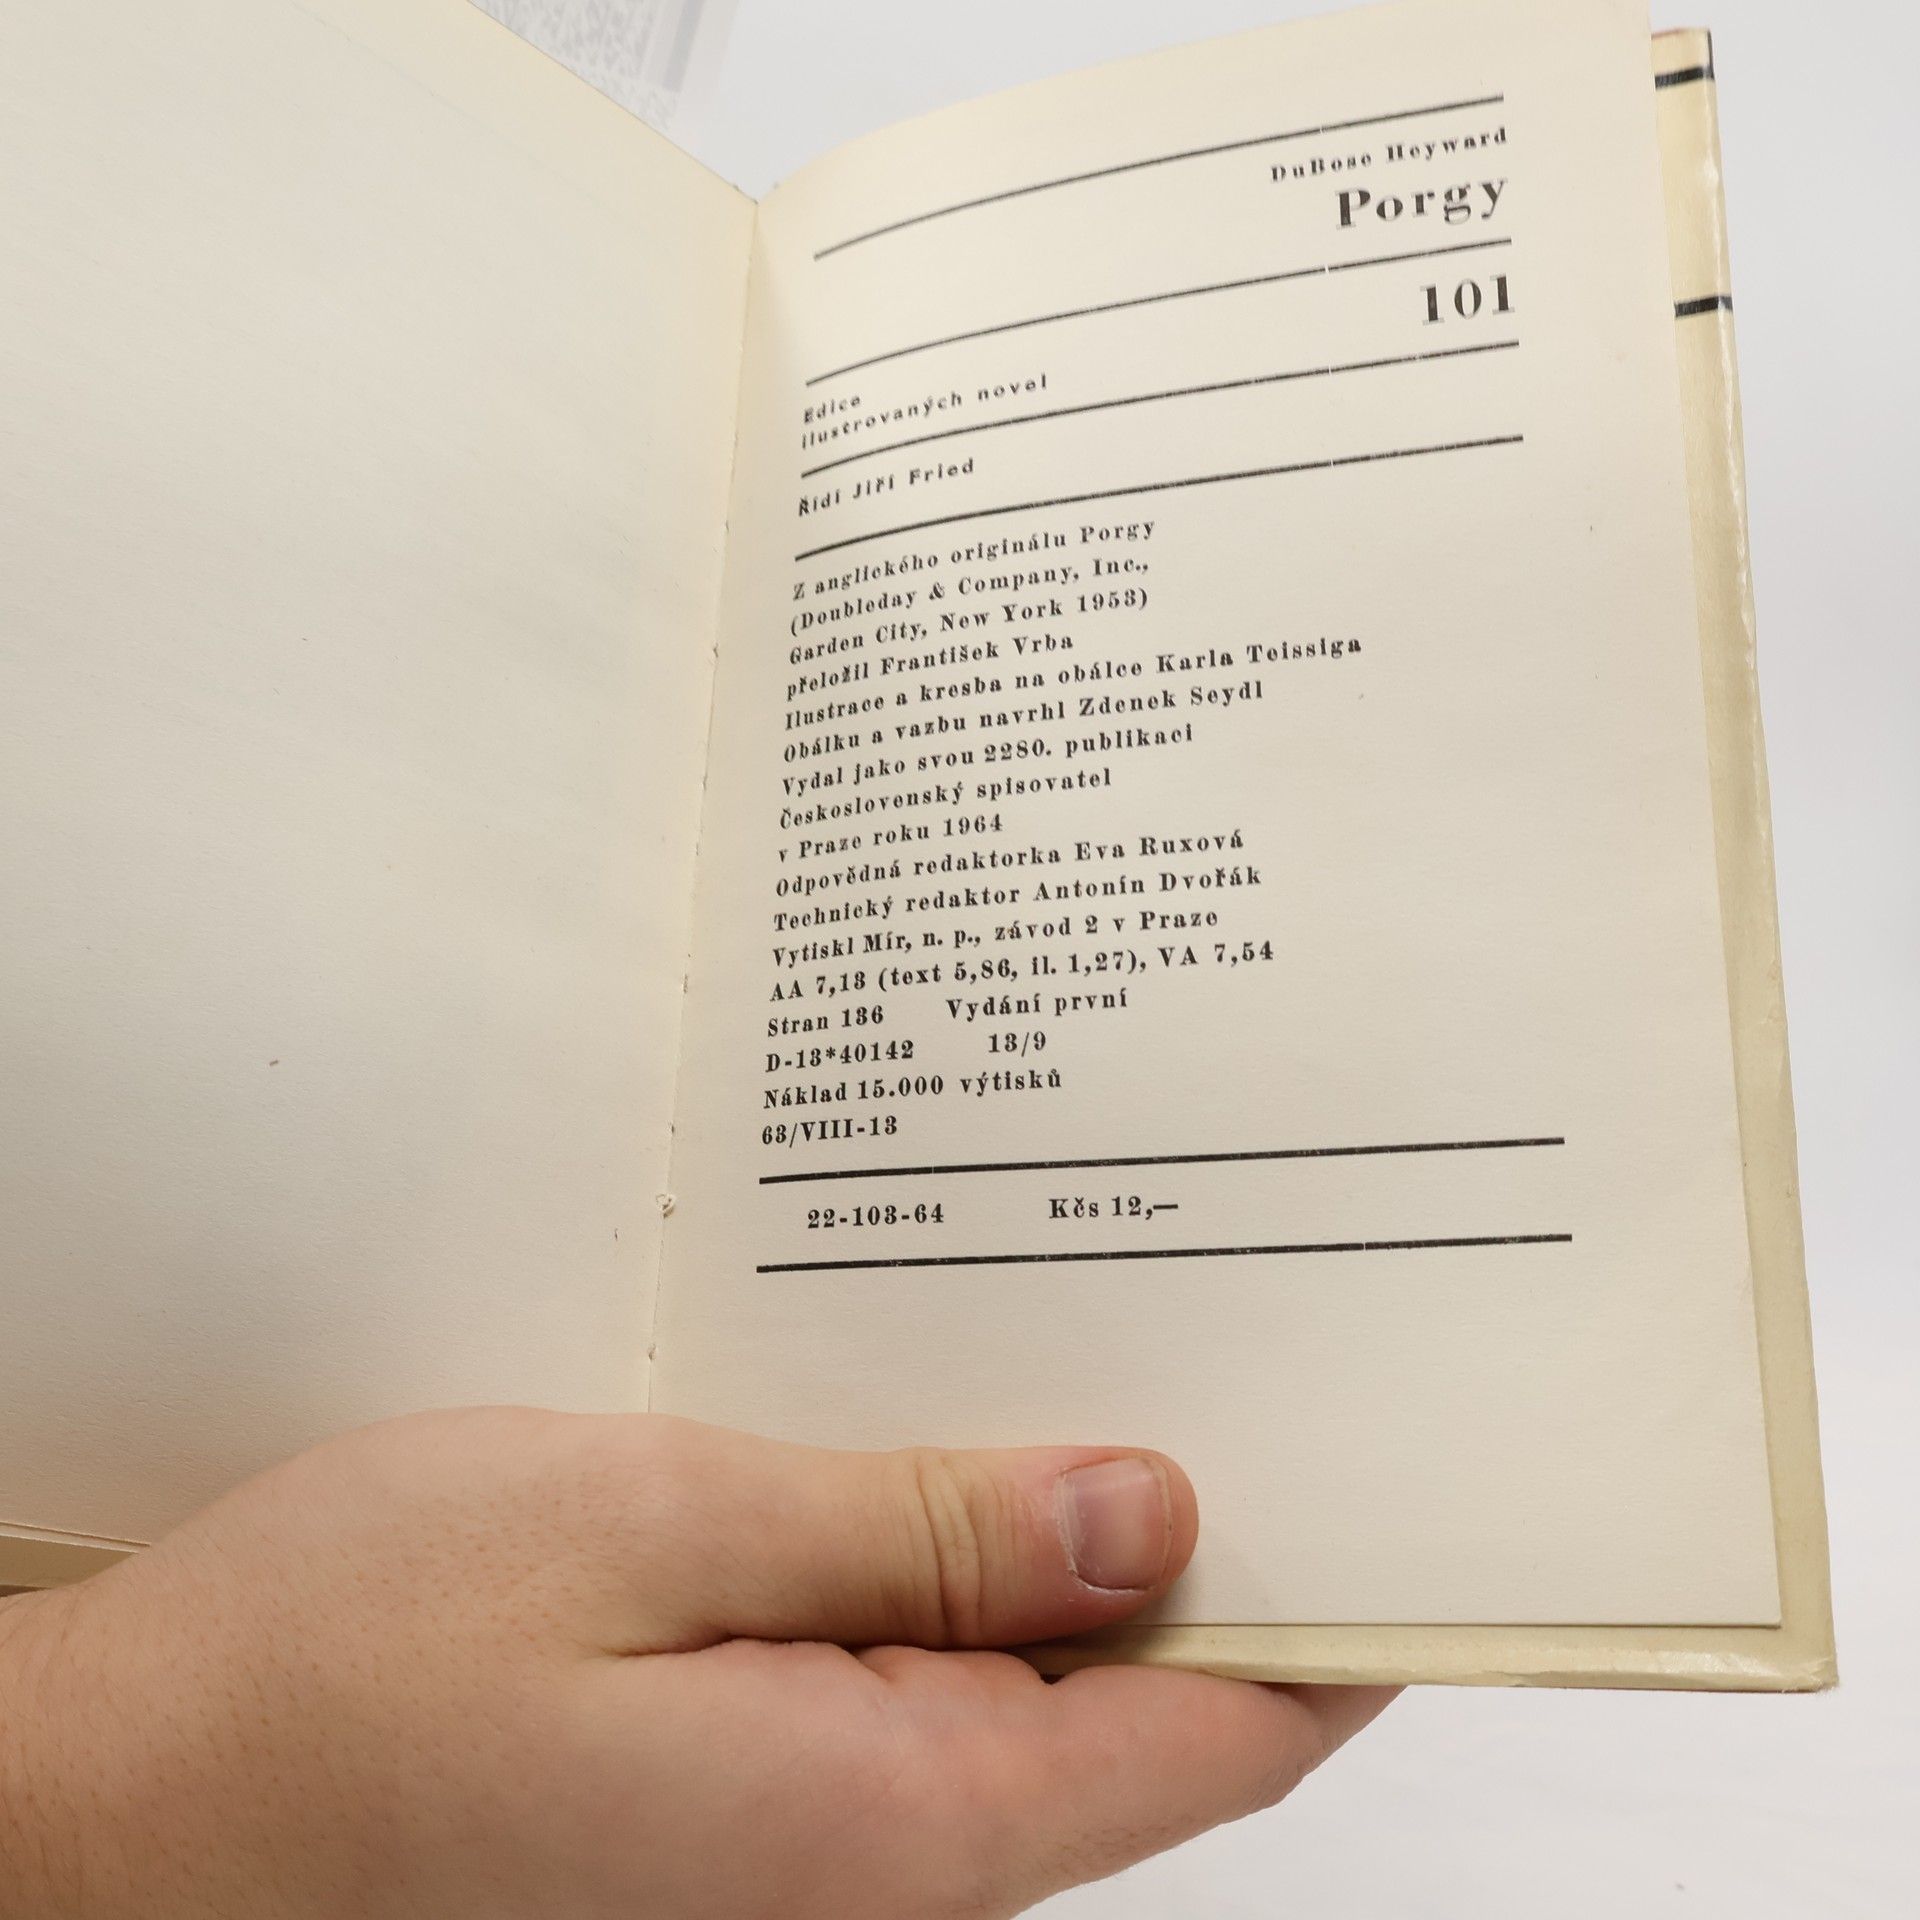 DuBose Heyward
Porgy
101
Edice
ilustrovaných novel
Řídí Jiří Fried
Z anglického originálu Porgy
(Doubleday & Company, Inc.,
Garden City, New York 1953)
přeložil František Vrba
Ilustrace a kresba na obálce Karla Teissiga
Obálku a vazbu navrhl Zdenek Seydl
Vydal jako svou 2280. publikaci
Československý spisovatel
v Praze roku 1964
Odpovědná redaktorka Eva Ruxová
Technický redaktor Antonín Dvořák
Vytiskl Mír, n. p., závod 2 v Praze
AA 7,13 (text 5,86, il. 1,27), VA 7,54
Stran 136 Vydání první
D-13*40142 13/9
Náklad 15.000 výtisků
63/VIII-13
22-103-64 Kčs 12,—